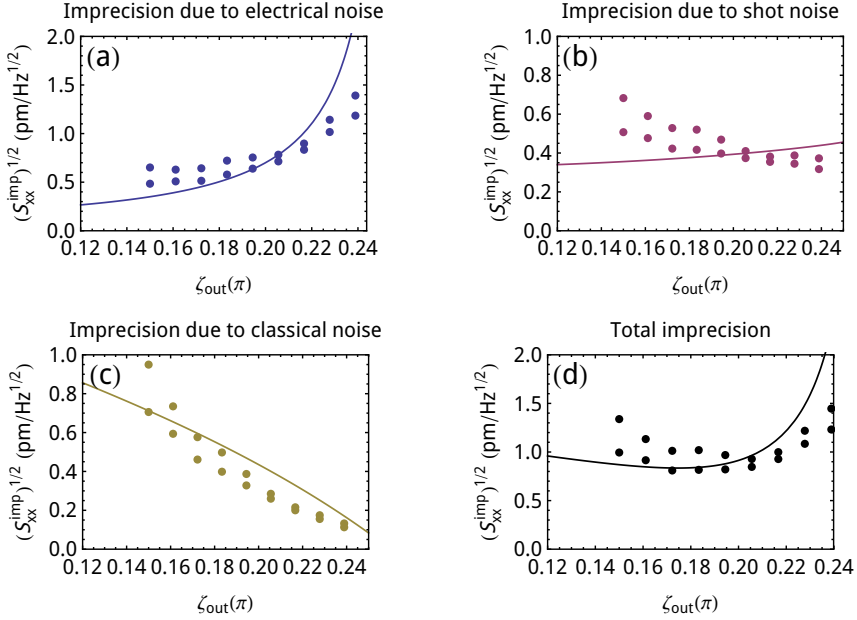 Imprecision due to electrical noise
(a)
(S_xx^imp)^1/2 (pm/Hz^1/2)
2.0
1.5
1.0
0.5
0.0
0.12 0.14 0.16 0.18 0.20 0.22 0.24
ζ_out(π)
Imprecision due to shot noise
(b)
(S_xx^imp)^1/2 (pm/Hz^1/2)
1.0
0.8
0.6
0.4
0.2
0.0
0.12 0.14 0.16 0.18 0.20 0.22 0.24
ζ_out(π)
Imprecision due to classical noise
(c)
(S_xx^imp)^1/2 (pm/Hz^1/2)
1.0
0.8
0.6
0.4
0.2
0.0
0.12 0.14 0.16 0.18 0.20 0.22 0.24
ζ_out(π)
Total imprecision
(d)
(S_xx^imp)^1/2 (pm/Hz^1/2)
2.0
1.5
1.0
0.5
0.0
0.12 0.14 0.16 0.18 0.20 0.22 0.24
ζ_out(π)